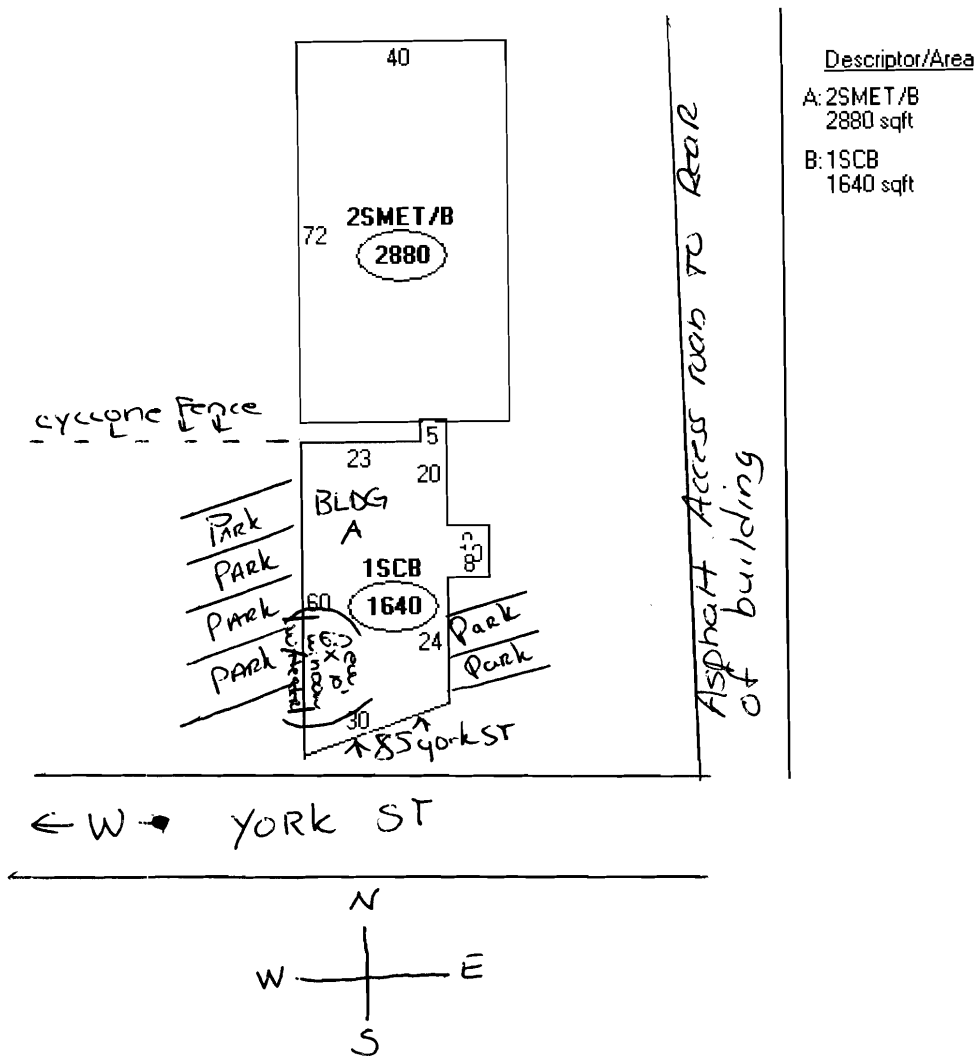 40
Descriptor/Area
A: 2SMET/B
2880 sqft
B: 1SCB
1640 sqft
72
2SMET/B
2880
Asphalt Access road TO Rear
of building
cyclone Fence
5
23
20
BLDG
A
PARK
PARK
PARK
PARK
8
1SCB
1640
60
24
Park
Park
30
85 york ST
← W
YORK ST
N
W
E
S